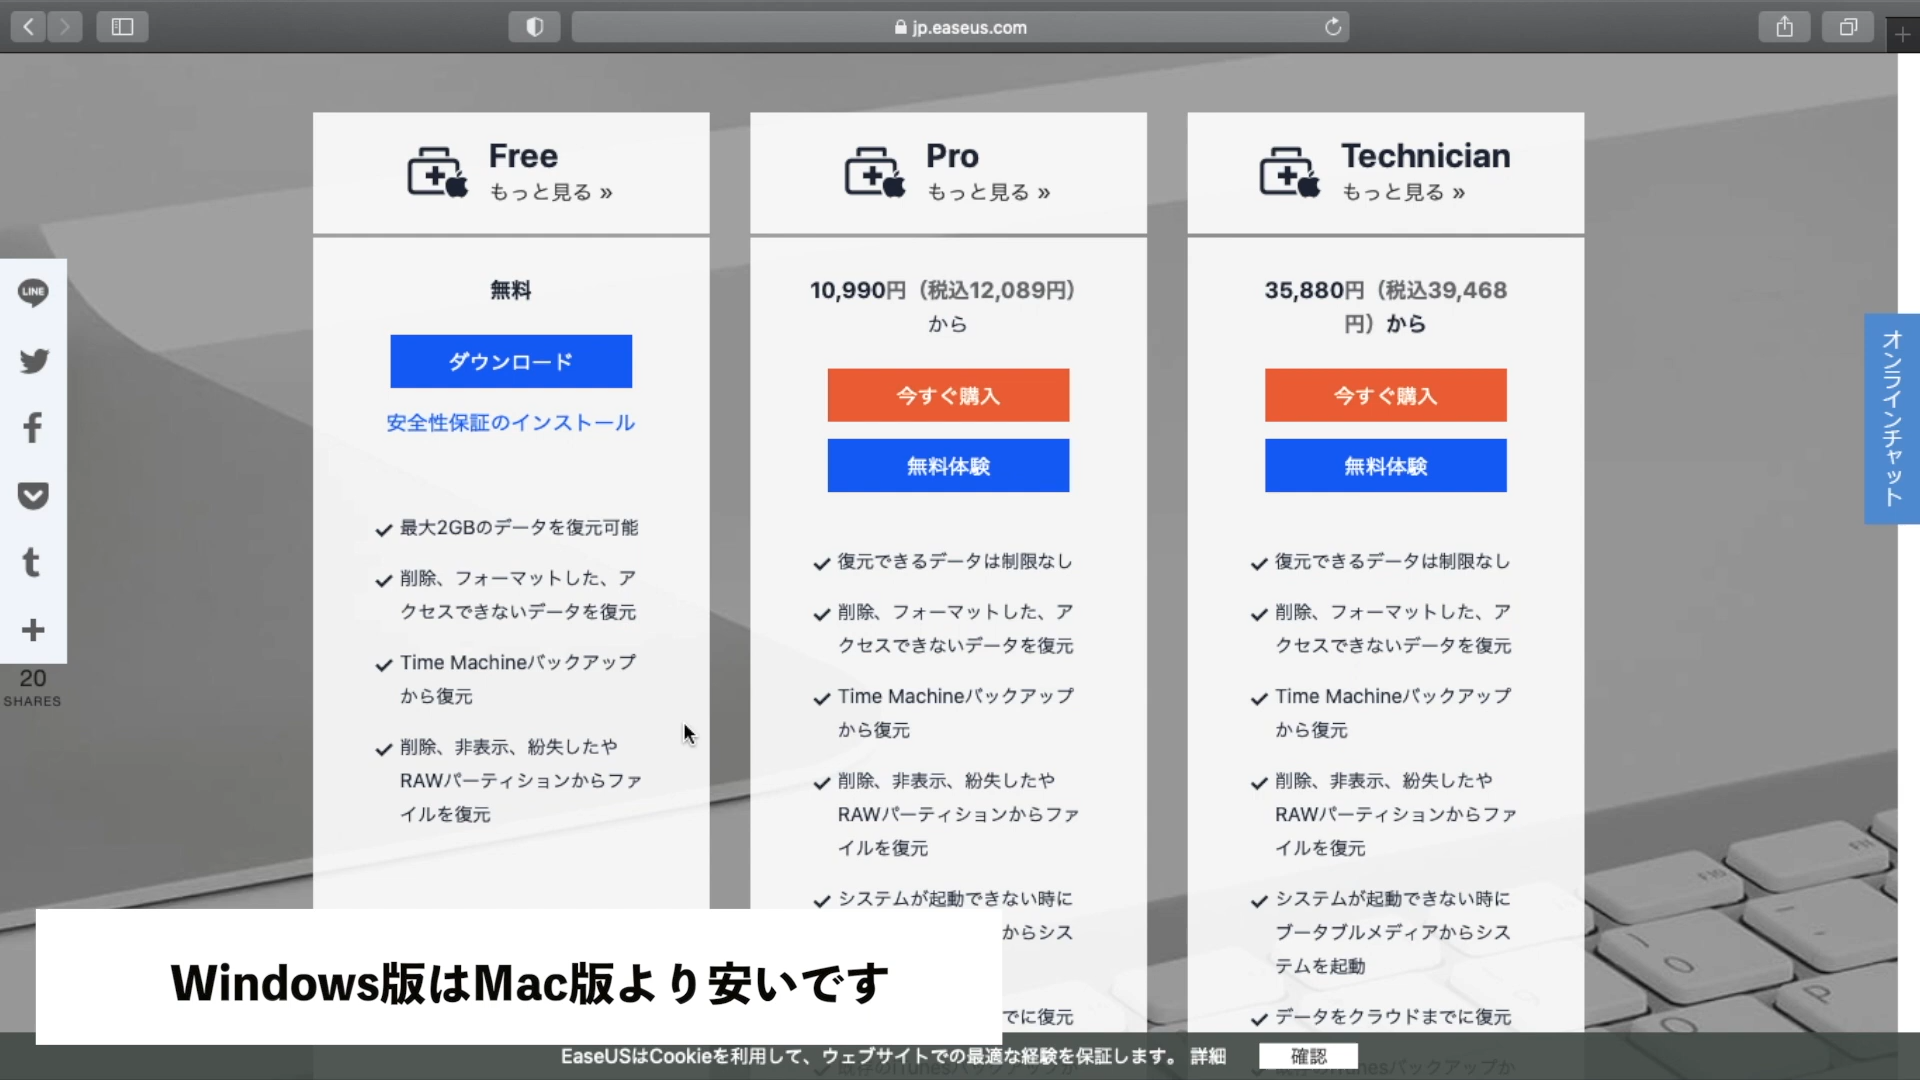 jp.easeus.com
Free
もっと見る »
無料
ダウンロード
安全性保証のインストール
最大2GBのデータを復元可能
削除、フォーマットした、ア
クセスできないデータを復元
Time Machineバックアップ
から復元
削除、非表示、紛失したや
RAWパーティションからファ
イルを復元
Pro
もっと見る »
10,990円（税込12,089円）
から
今すぐ購入
無料体験
復元できるデータは制限なし
削除、フォーマットした、ア
クセスできないデータを復元
Time Machineバックアップ
から復元
削除、非表示、紛失したや
RAWパーティションからファ
イルを復元
システムが起動できない時に
からシス
でに復元
Technician
もっと見る »
35,880円（税込39,468
円）から
今すぐ購入
無料体験
復元できるデータは制限なし
削除、フォーマットした、ア
クセスできないデータを復元
Time Machineバックアップ
から復元
削除、非表示、紛失したや
RAWパーティションからファ
イルを復元
システムが起動できない時に
ブータブルメディアからシス
テムを起動
データをクラウドまでに復元
LINE
20
SHARES
オンラインチャット
Windows版はMac版より安いです
EaseUSはCookieを利用して、ウェブサイトでの最適な経験を保証します。 詳細
確認